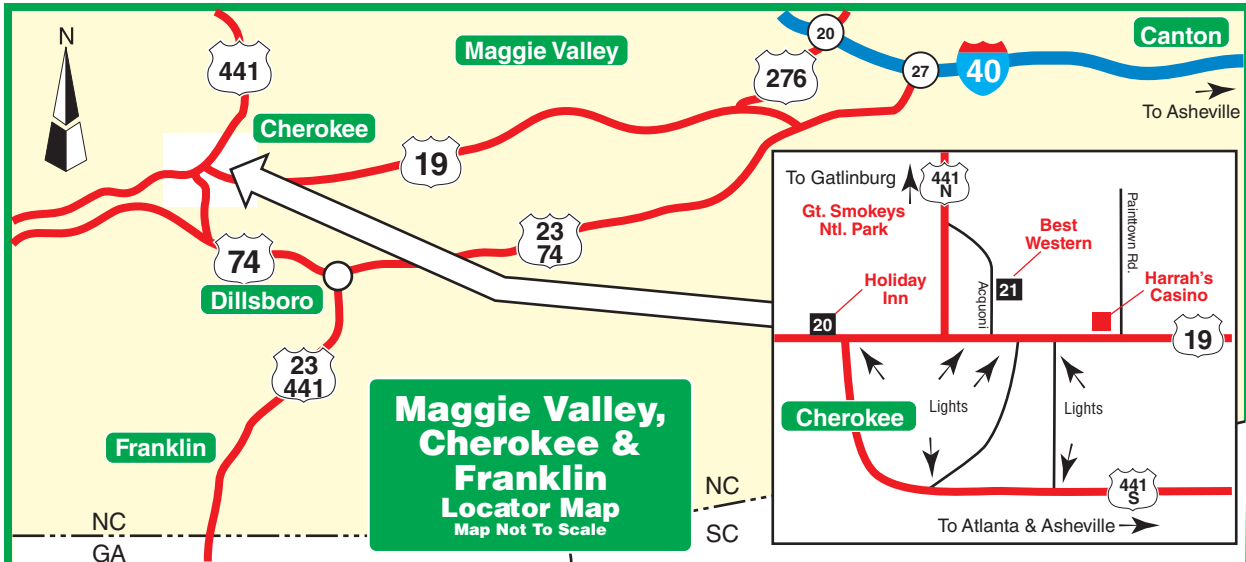 N
441
Maggie Valley
20
276
27
40
Canton
To Asheville
Cherokee
19
23
74
74
Dillsboro
23
441
Franklin
Maggie Valley,
Cherokee &
Franklin
Locator Map
Map Not To Scale
NC
GA
NC
SC
To Gatlinburg
441
N
Gt. Smokeys
Ntl. Park
Best
Western
Painttown Rd.
Holiday
Inn
Acquoni
21
Harrah's
Casino
20
19
Lights
Lights
Cherokee
441
S
To Atlanta & Asheville